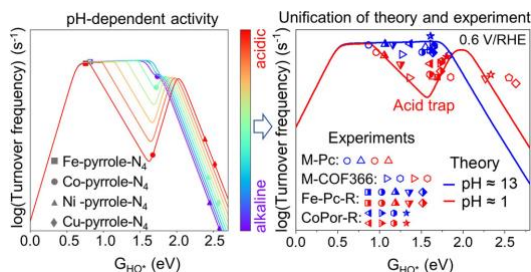 pH-dependent activity
log(Turnover frequency) (s⁻¹)
Fe-pyrrole-N₄
Co-pyrrole-N₄
Ni -pyrrole-N₄
Cu-pyrrole-N₄
0.0 0.5 1.0 1.5 2.0 2.5
G_HO* (eV)
acidic
alkaline
Unification of theory and experiment
log(Turnover frequency) (s⁻¹)
0.6 V/RHE
Acid trap
Experiments
M-Pc:
M-COF366:
Fe-Pc-R:
CoPor-R:
Theory
pH ≈ 13
pH ≈ 1
0.0 0.5 1.0 1.5 2.0 2.5
G_HO* (eV)